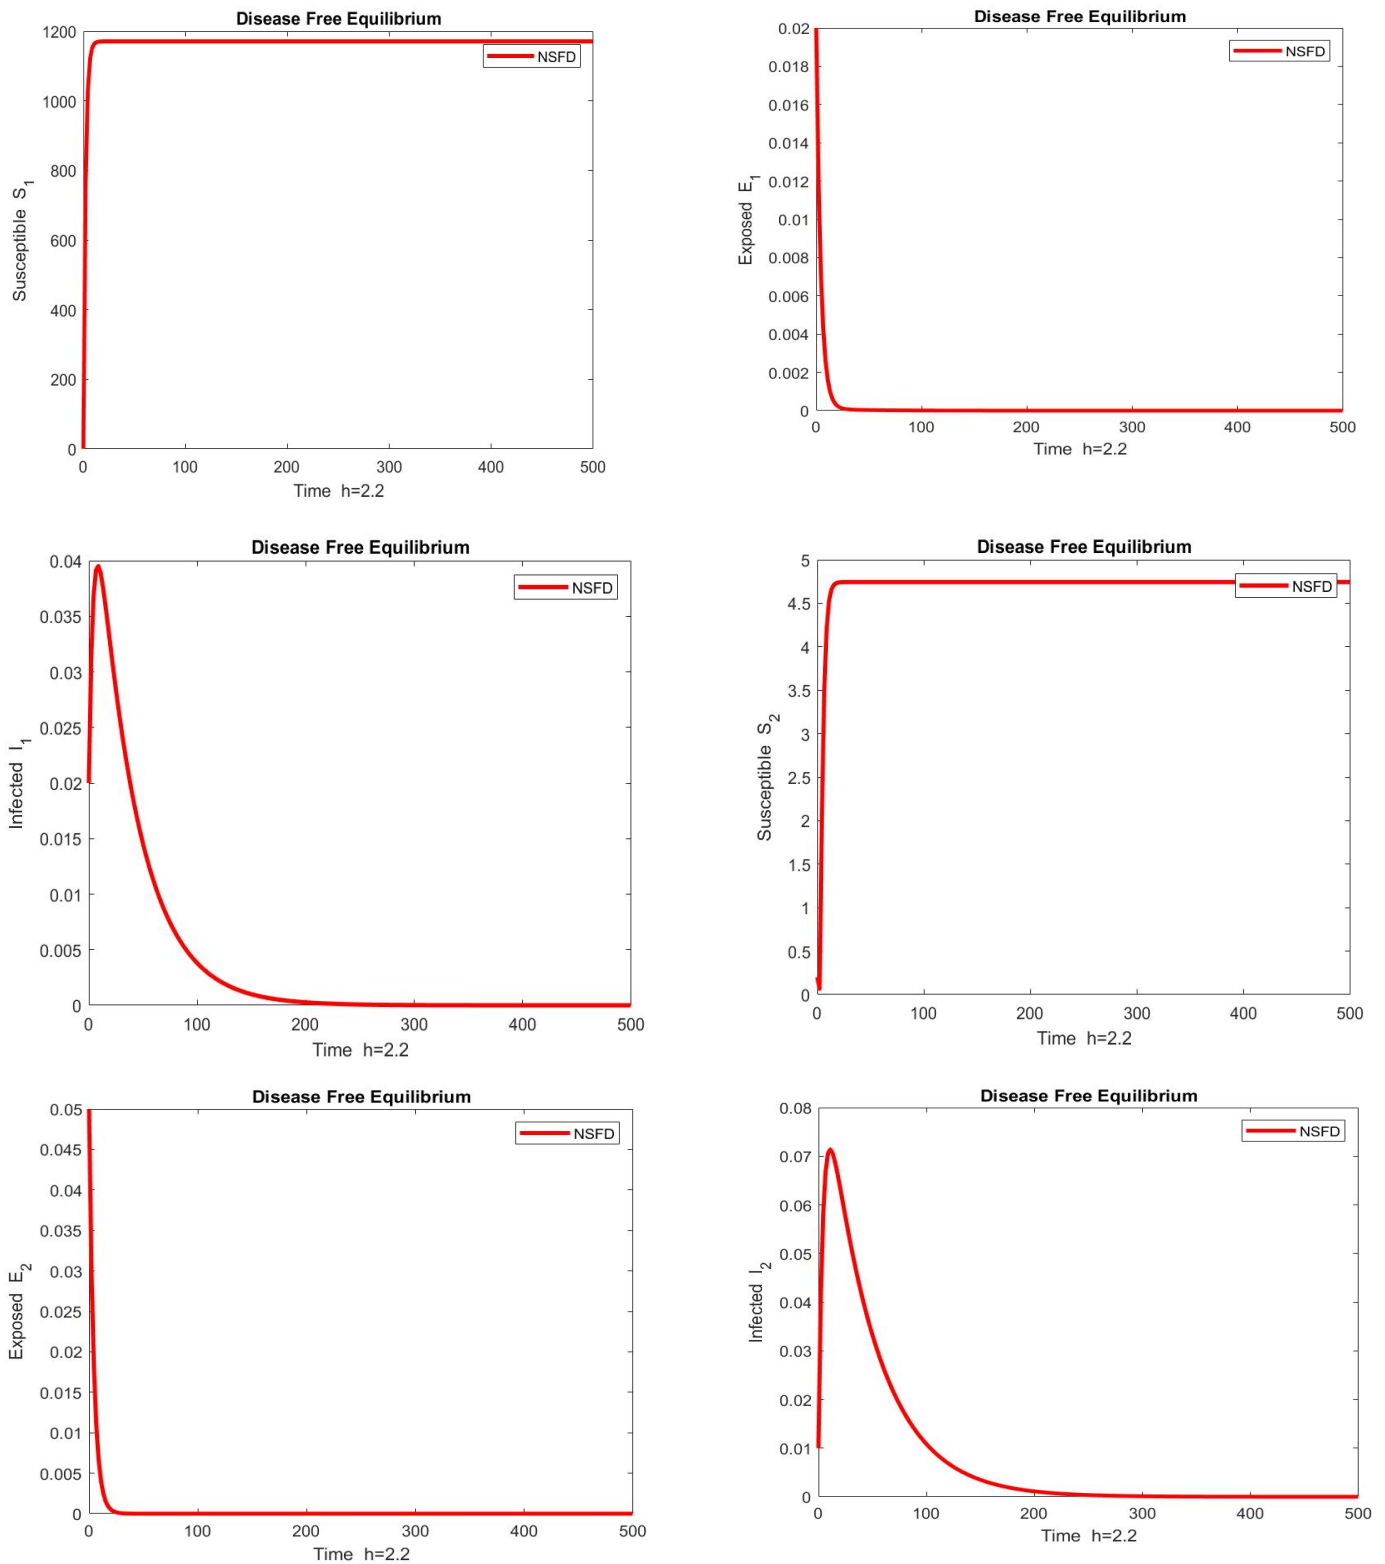 Disease Free Equilibrium
1200
1000
800
600
400
200
0
Susceptible S1
NSFD
0 100 200 300 400 500
Time h=2.2
Disease Free Equilibrium
0.02
0.018
0.016
0.014
0.012
0.01
0.008
0.006
0.004
0.002
0
Exposed E1
NSFD
0 100 200 300 400 500
Time h=2.2
Disease Free Equilibrium
0.04
0.035
0.03
0.025
0.02
0.015
0.01
0.005
0
Infected I1
NSFD
0 100 200 300 400 500
Time h=2.2
Disease Free Equilibrium
5
4.5
4
3.5
3
2.5
2
1.5
1
0.5
0
Susceptible S2
NSFD
0 100 200 300 400 500
Time h=2.2
Disease Free Equilibrium
0.05
0.045
0.04
0.035
0.03
0.025
0.02
0.015
0.01
0.005
0
Exposed E2
NSFD
0 100 200 300 400 500
Time h=2.2
Disease Free Equilibrium
0.08
0.07
0.06
0.05
0.04
0.03
0.02
0.01
0
Infected I2
NSFD
0 100 200 300 400 500
Time h=2.2